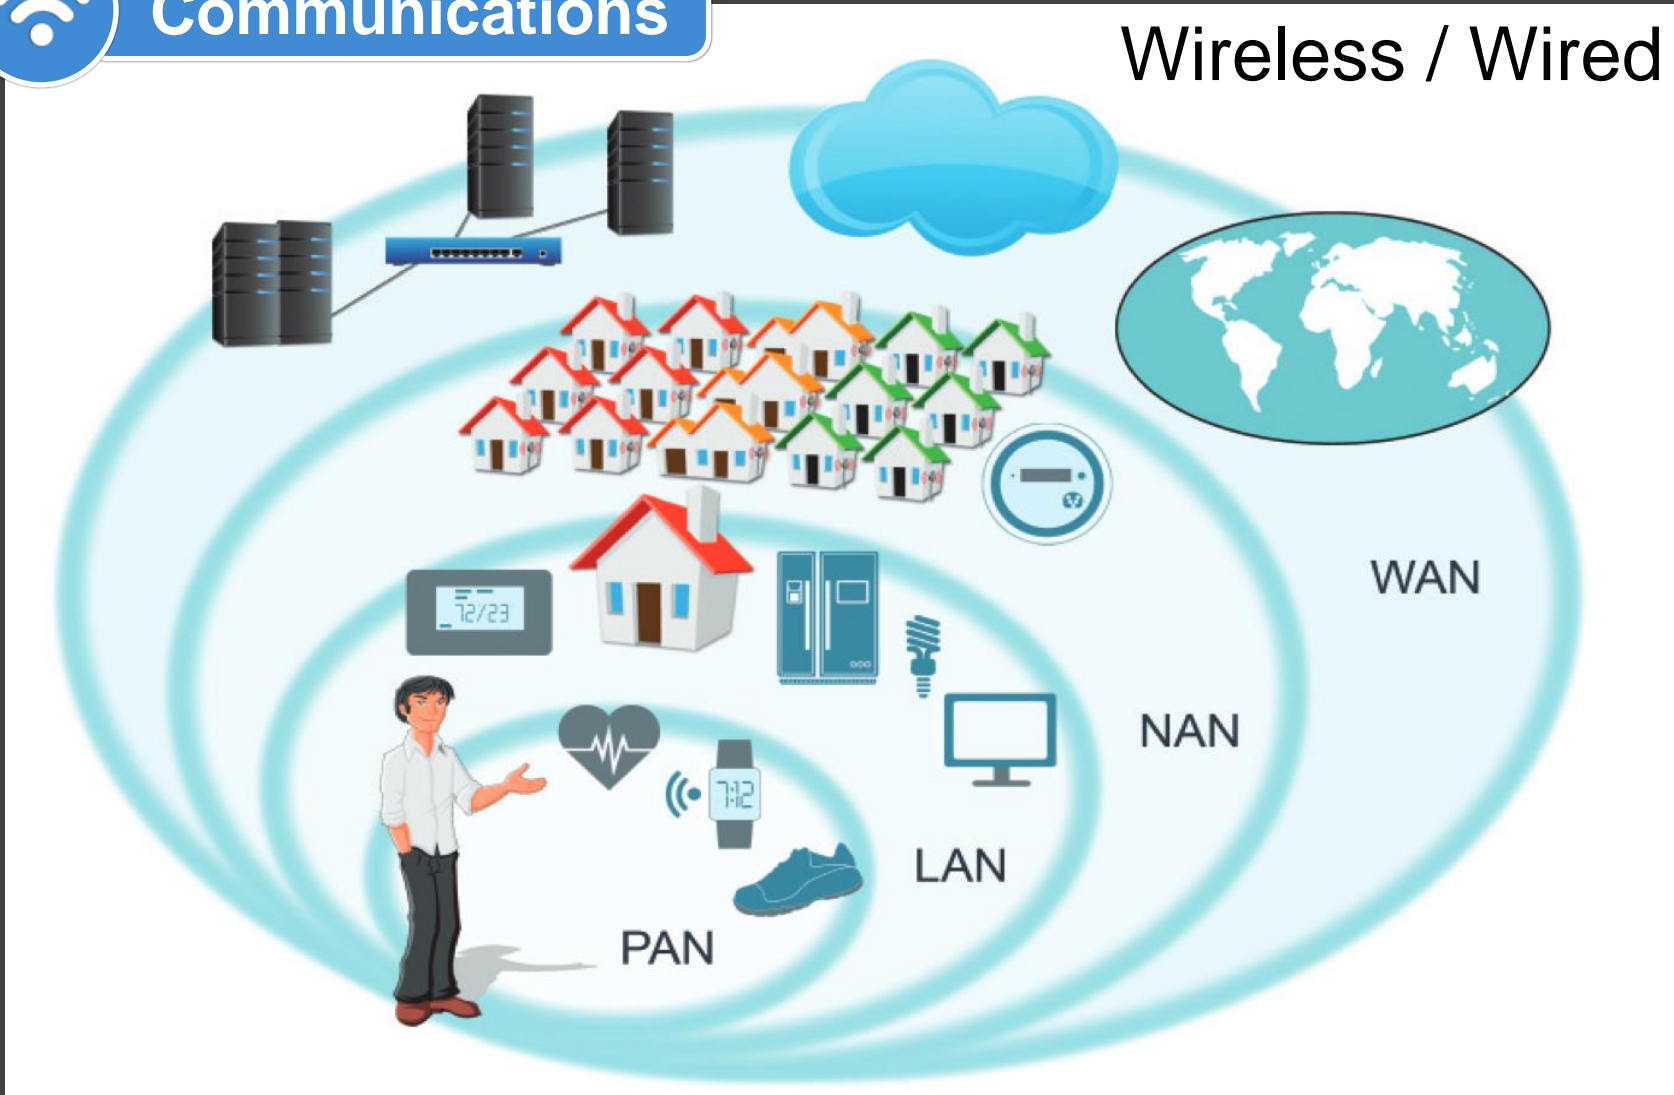 Communications
Wireless / Wired
72/23
7:12
WAN
NAN
LAN
PAN